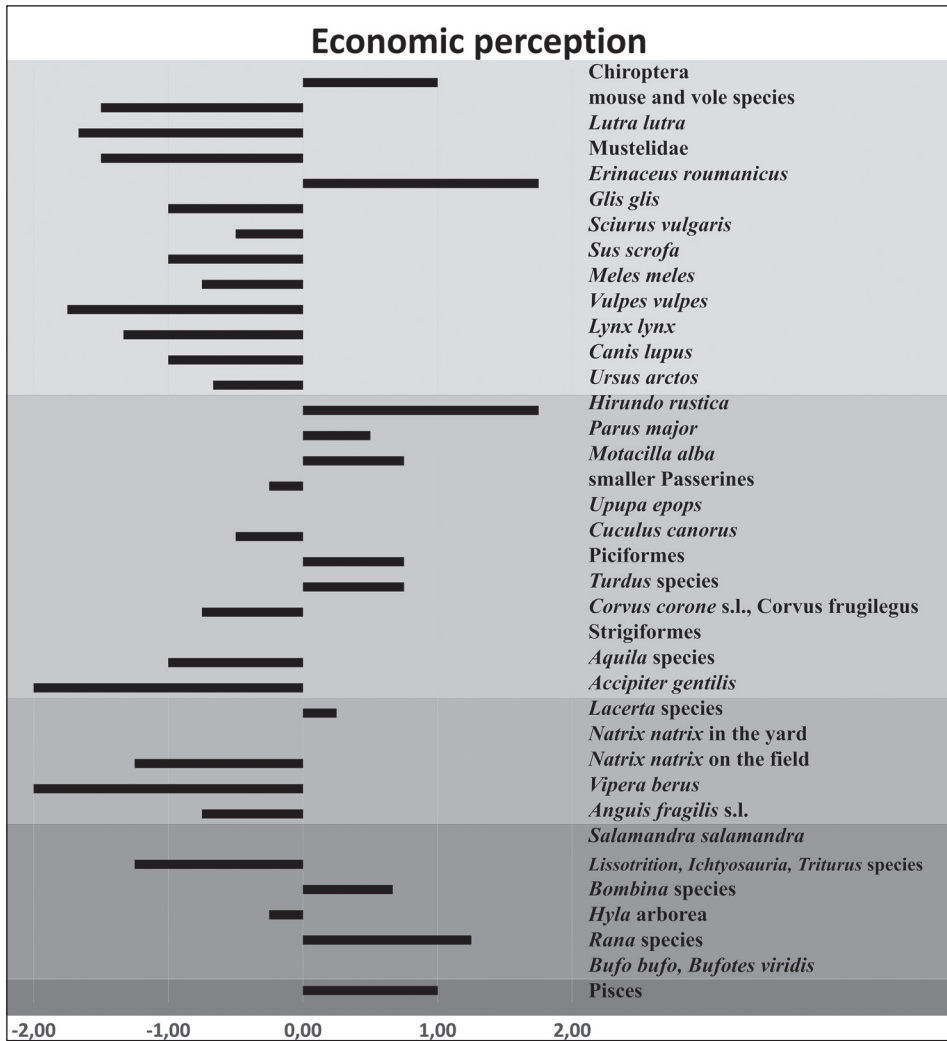 Economic perception
Chiroptera
mouse and vole species
Lutra lutra
Mustelidae
Erinaceus roumanicus
Glis glis
Sciurus vulgaris
Sus scrofa
Meles meles
Vulpes vulpes
Lynx lynx
Canis lupus
Ursus arctos
Hirundo rustica
Parus major
Motacilla alba
smaller Passerines
Upupa epops
Cuculus canorus
Piciformes
Turdus species
Corvus corone s.l., Corvus frugilegus
Strigiformes
Aquila species
Accipiter gentilis
Lacerta species
Natrix natrix in the yard
Natrix natrix on the field
Vipera berus
Anguis fragilis s.l.
Salamandra salamandra
Lissotrition, Ichtyosauria, Triturus species
Bombina species
Hyla arborea
Rana species
Bufo bufo, Bufotes viridis
Pisces
-2,00 -1,00 0,00 1,00 2,00